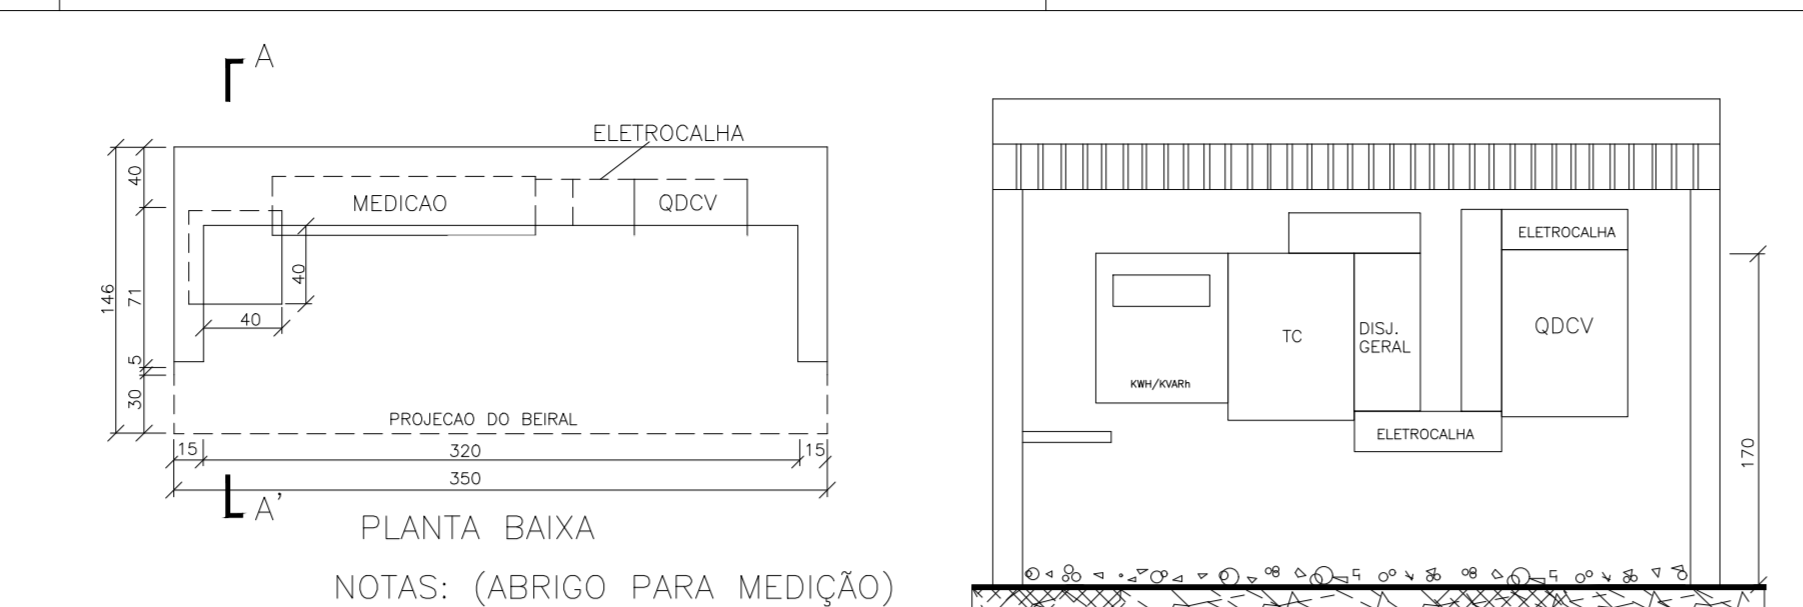 A
ELETROCALHA
MEDICAO
QDCV
40
146
71
40
40
5
30
PROJECAO DO BEIRAL
15
320
15
350
A'
PLANTA BAIXA
NOTAS: (ABRIGO PARA MEDIÇÃO)
ELETROCALHA
QDCV
TC
DISJ.
GERAL
KWH/KVARh
ELETROCALHA
170